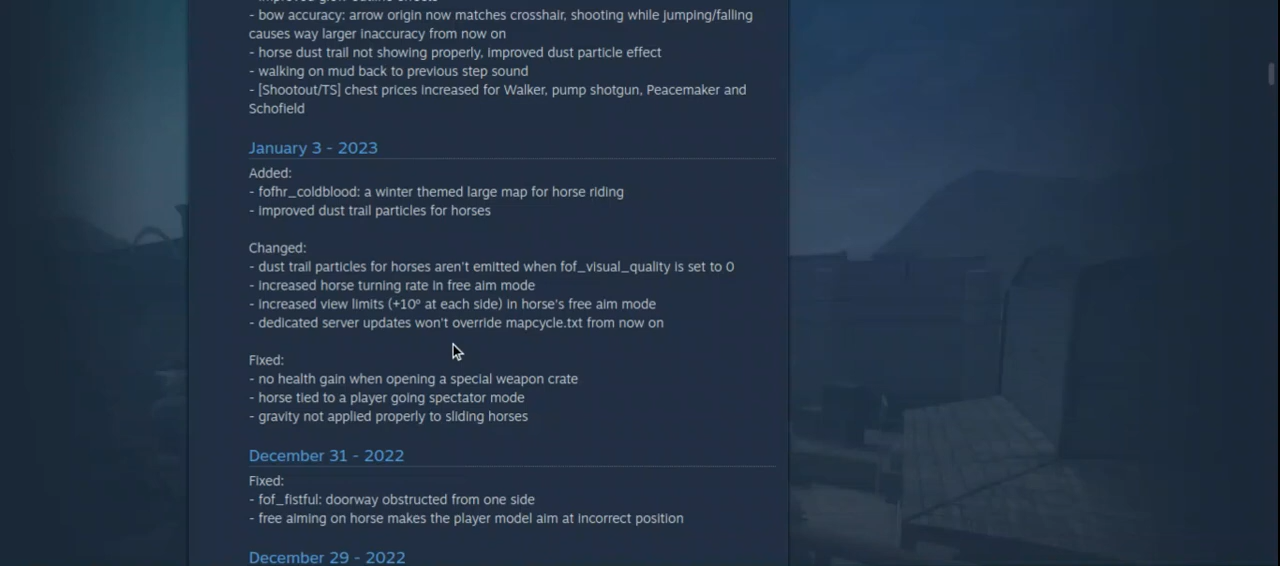 - bow accuracy: arrow origin now matches crosshair, shooting while jumping/falling
causes way larger inaccuracy from now on
- horse dust trail not showing properly, improved dust particle effect
- walking on mud back to previous step sound
- [Shootout/TS] chest prices increased for Walker, pump shotgun, Peacemaker and
Schofield
January 3 - 2023
Added:
- fofhr_coldblood: a winter themed large map for horse riding
- improved dust trail particles for horses
Changed:
- dust trail particles for horses aren't emitted when fof_visual_quality is set to 0
- increased horse turning rate in free aim mode
- increased view limits (+10º at each side) in horse's free aim mode
- dedicated server updates won't override mapcycle.txt from now on
Fixed:
- no health gain when opening a special weapon crate
- horse tied to a player going spectator mode
- gravity not applied properly to sliding horses
December 31 - 2022
Fixed:
- fof_fistful: doorway obstructed from one side
- free aiming on horse makes the player model aim at incorrect position
December 29 - 2022